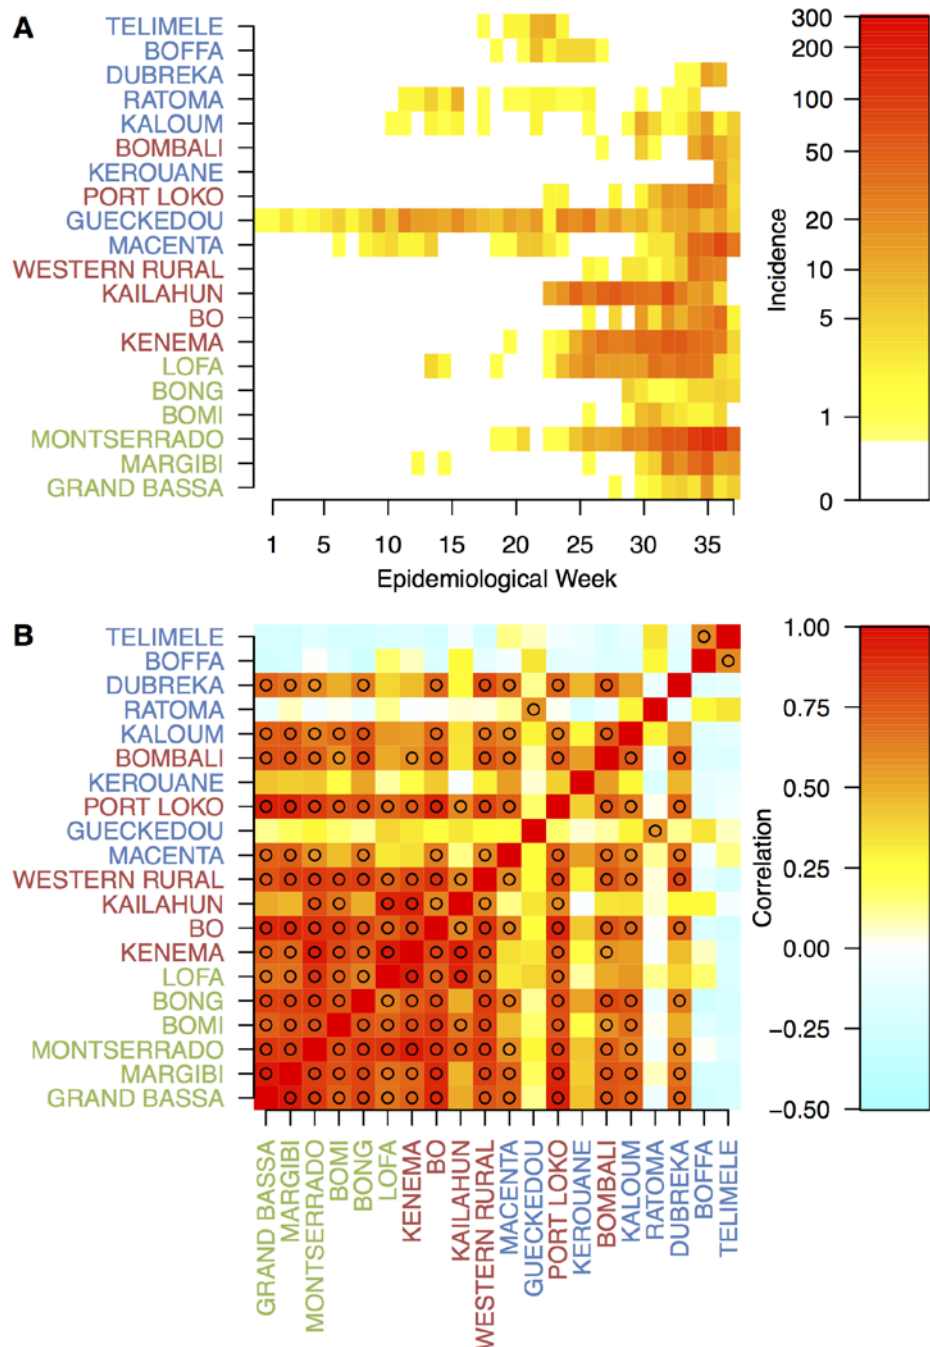 A
TELIMELE
BOFFA
DUBREKA
RATOMA
KALOUM
BOMBALI
KEROUANE
PORT LOKO
GUECKEDOU
MACENTA
WESTERN RURAL
KAILAHUN
BO
KENEMA
LOFA
BONG
BOMI
MONTSERRADO
MARGIBI
GRAND BASSA
1 5 10 15 20 25 30 35
Epidemiological Week
300
200
100
50
20
10
5
1
0
Incidence
B
TELIMELE
BOFFA
DUBREKA
RATOMA
KALOUM
BOMBALI
KEROUANE
PORT LOKO
GUECKEDOU
MACENTA
WESTERN RURAL
KAILAHUN
BO
KENEMA
LOFA
BONG
BOMI
MONTSERRADO
MARGIBI
GRAND BASSA
GRAND BASSA
MARGIBI
MONTSERRADO
BOMI
BONG
LOFA
KENEMA
BO
KAILAHUN
WESTERN RURAL
MACENTA
GUECKEDOU
PORT LOKO
KEROUANE
BOMBALI
KALOUM
RATOMA
DUBREKA
BOFFA
TELIMELE
1.00
0.75
0.50
0.25
0.00
−0.25
−0.50
Correlation